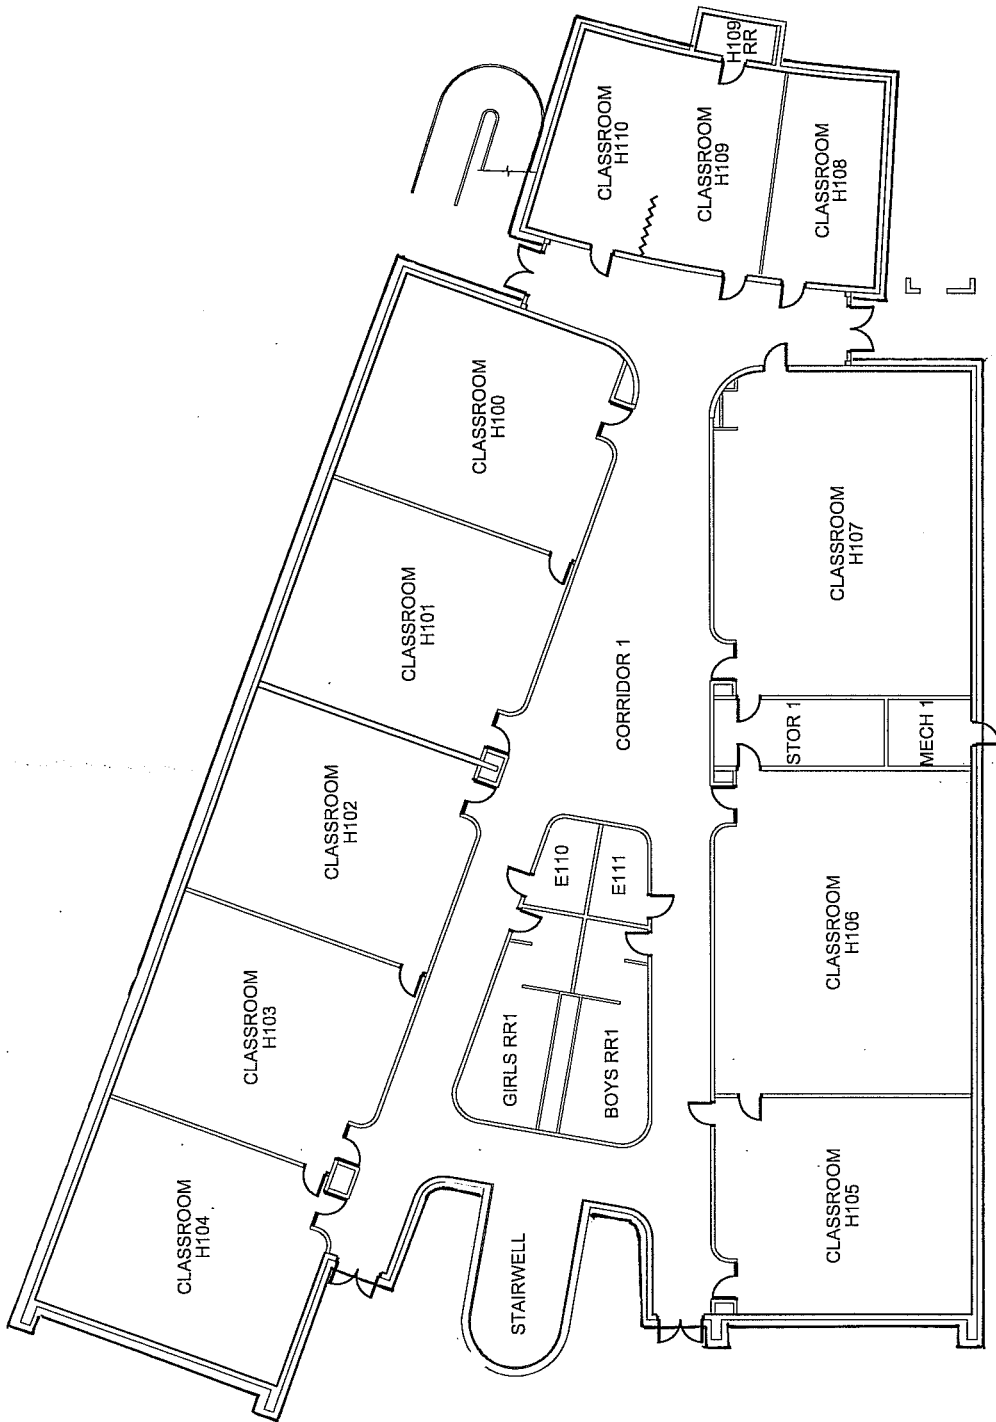 H109
RR
CLASSROOM
H110
CLASSROOM
H109
CLASSROOM
H108
CLASSROOM
H100
CLASSROOM
H101
CLASSROOM
H107
CORRIDOR 1
STOR 1
MECH 1
CLASSROOM
H102
E110
E111
CLASSROOM
H106
CLASSROOM
H103
GIRLS RR1
BOYS RR1
CLASSROOM
H104
STAIRWELL
CLASSROOM
H105